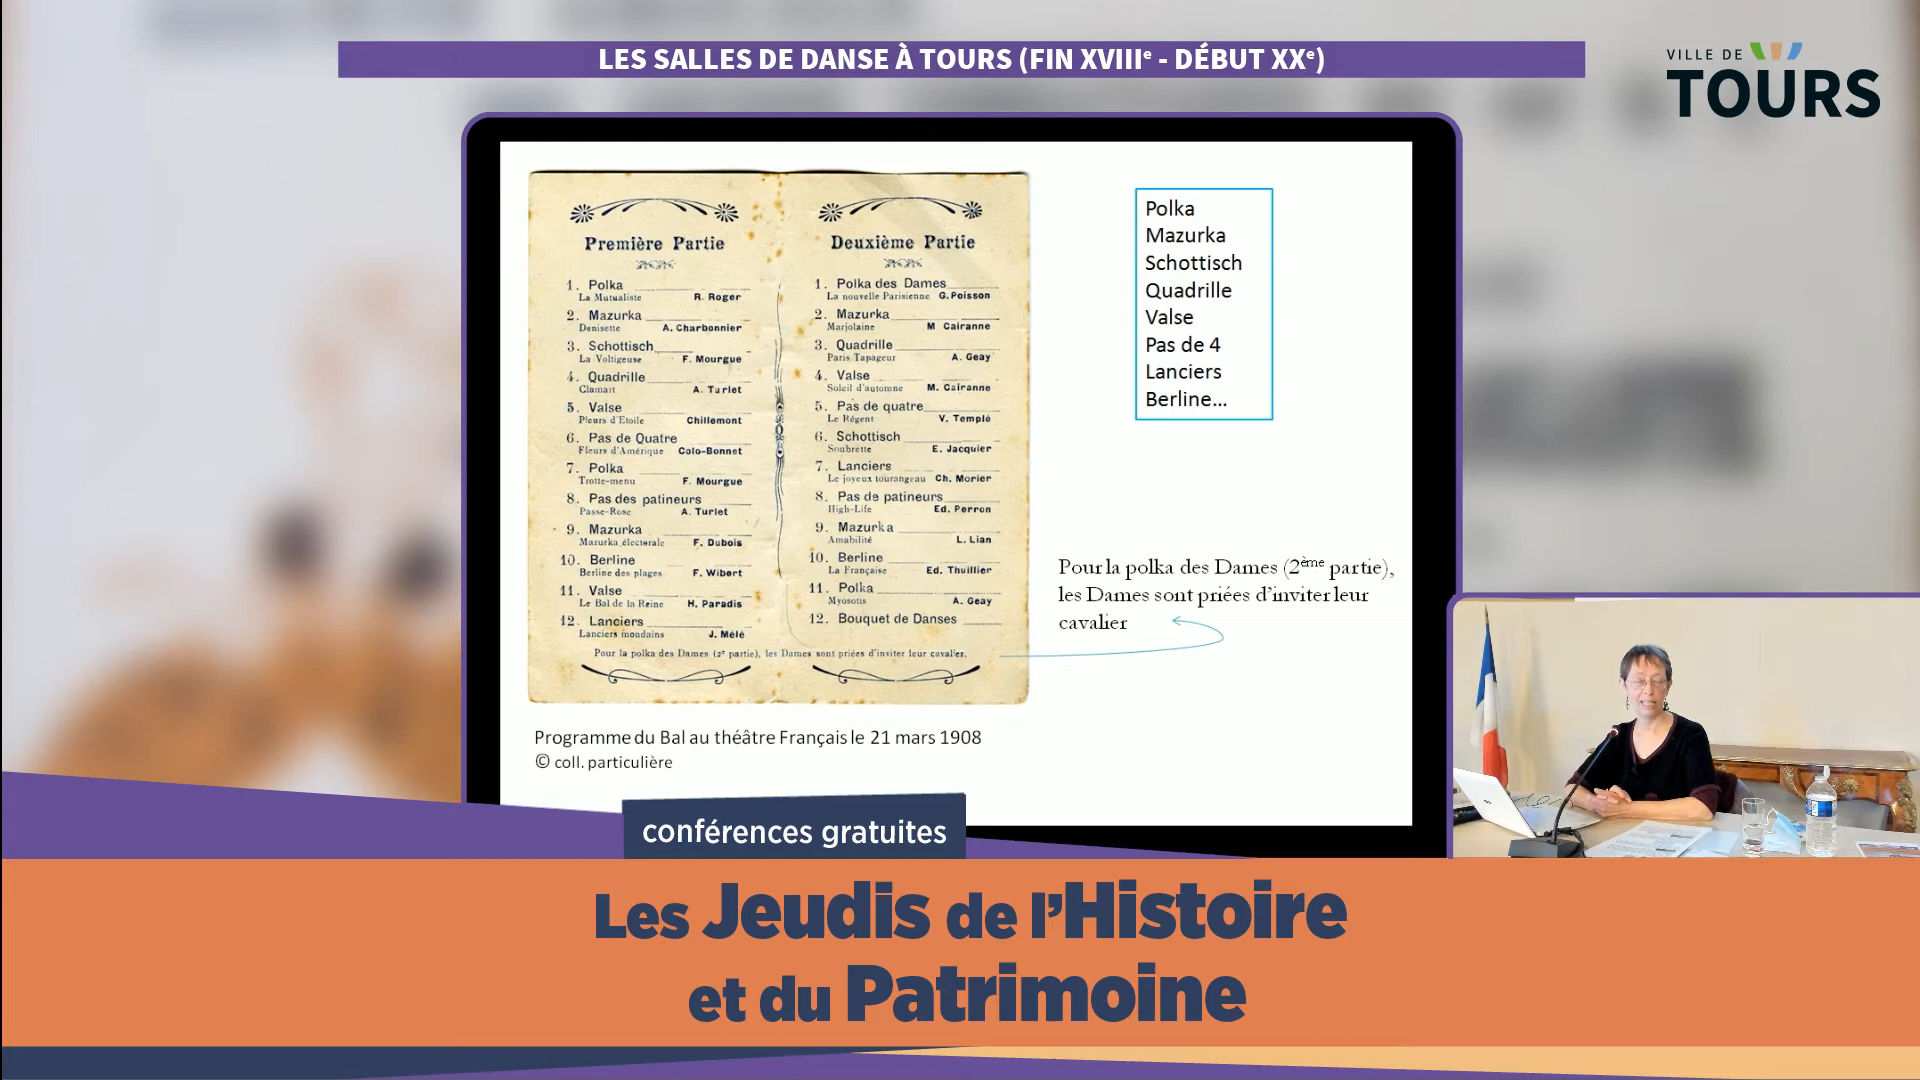 LES SALLES DE DANSE À TOURS (FIN XVIIIe - DÉBUT XXe)
VILLE DE
TOURS
Première Partie
1. Polka
La Mutualiste R. Roger
2. Mazurka
Denisette A. Charbonnier
3. Schottisch
La Voltigeuse F. Mourgue
4. Quadrille
Clamart A. Turlet
5. Valse
Pleurs d'Etoile Chillemont
6. Pas de Quatre
Fleurs d'Amérique Colo-Bonnet
7. Polka
Trotte-menu F. Mourgue
8. Pas des patineurs
Passe-Rose A. Turlet
9. Mazurka
Mazurka électorale F. Dubois
10. Berline
Berline des plages F. Wibert
11. Valse
Le Bal de la Reine H. Paradis
12. Lanciers
Lanciers mondains J. Mélé
Deuxième Partie
1. Polka des Dames
La nouvelle Parisienne G. Poisson
2. Mazurka
Marjolaine M Cairanne
3. Quadrille
Paris Tapageur A. Geay
4. Valse
Soleil d'automne M. Cairanne
5. Pas de quatre
Le Régent V. Templé
6. Schottisch
Soubrette E. Jacquier
7. Lanciers
Le joyeux tourangeau Ch. Morier
8. Pas de patineurs
High-Life Ed. Perron
9. Mazurka
Amabilité L. Lian
10. Berline
La Française Ed. Thuillier
11. Polka
Myosotis A. Geay
12. Bouquet de Danses
Pour la polka des Dames (2e partie), les Dames sont priées d'inviter leur cavalier.
Polka
Mazurka
Schottisch
Quadrille
Valse
Pas de 4
Lanciers
Berline...
Pour la polka des Dames (2ème partie),
les Dames sont priées d'inviter leur
cavalier
Programme du Bal au théâtre Français le 21 mars 1908
© coll. particulière
conférences gratuites
Les Jeudis de l'Histoire
et du Patrimoine